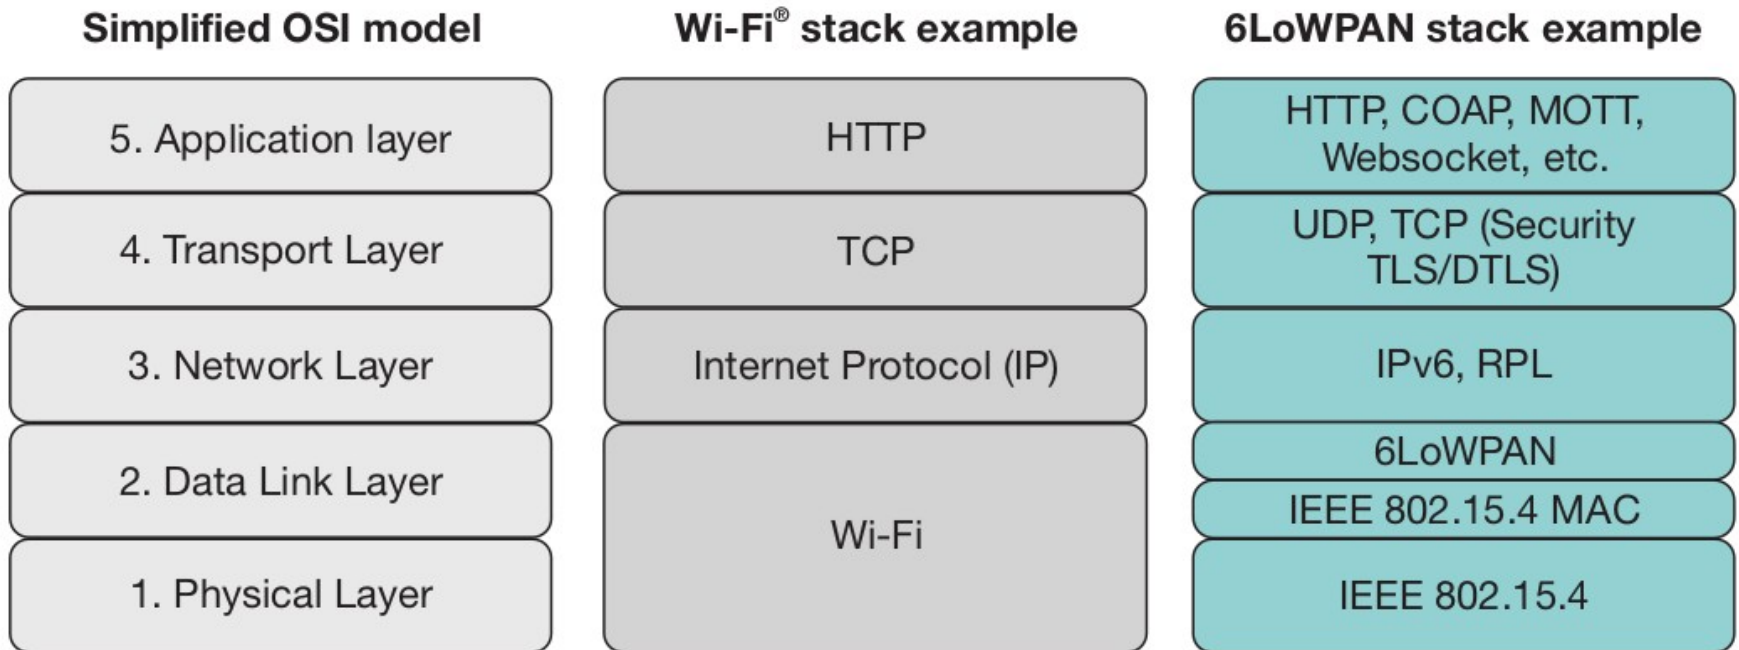 Simplified OSI model
5. Application layer
4. Transport Layer
3. Network Layer
2. Data Link Layer
1. Physical Layer
Wi-Fi® stack example
HTTP
TCP
Internet Protocol (IP)
Wi-Fi
6LoWPAN stack example
HTTP, COAP, MOTT,
Websocket, etc.
UDP, TCP (Security
TLS/DTLS)
IPv6, RPL
6LoWPAN
IEEE 802.15.4 MAC
IEEE 802.15.4